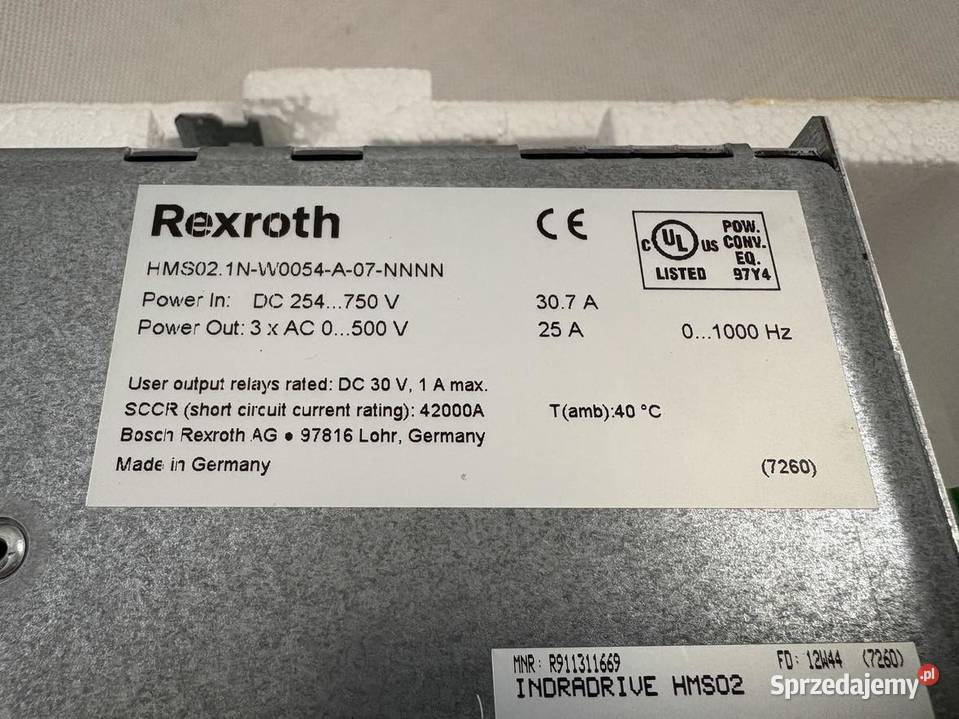 Rexroth
CE
HMS02.1N-W0054-A-07-NNNN
Power In: DC 254...750 V 30.7 A
Power Out: 3 x AC 0...500 V 25 A 0...1000 Hz
C UL US LISTED
POW.
CONV.
EQ.
97Y4
User output relays rated: DC 30 V, 1 A max.
SCCR (short circuit current rating): 42000A T(amb):40 °C
Bosch Rexroth AG ● 97816 Lohr, Germany
Made in Germany (7260)
MNR: R911311669 FD: 12W44 (7260)
INDRADRIVE HMS02
Sprzedajemy.pl